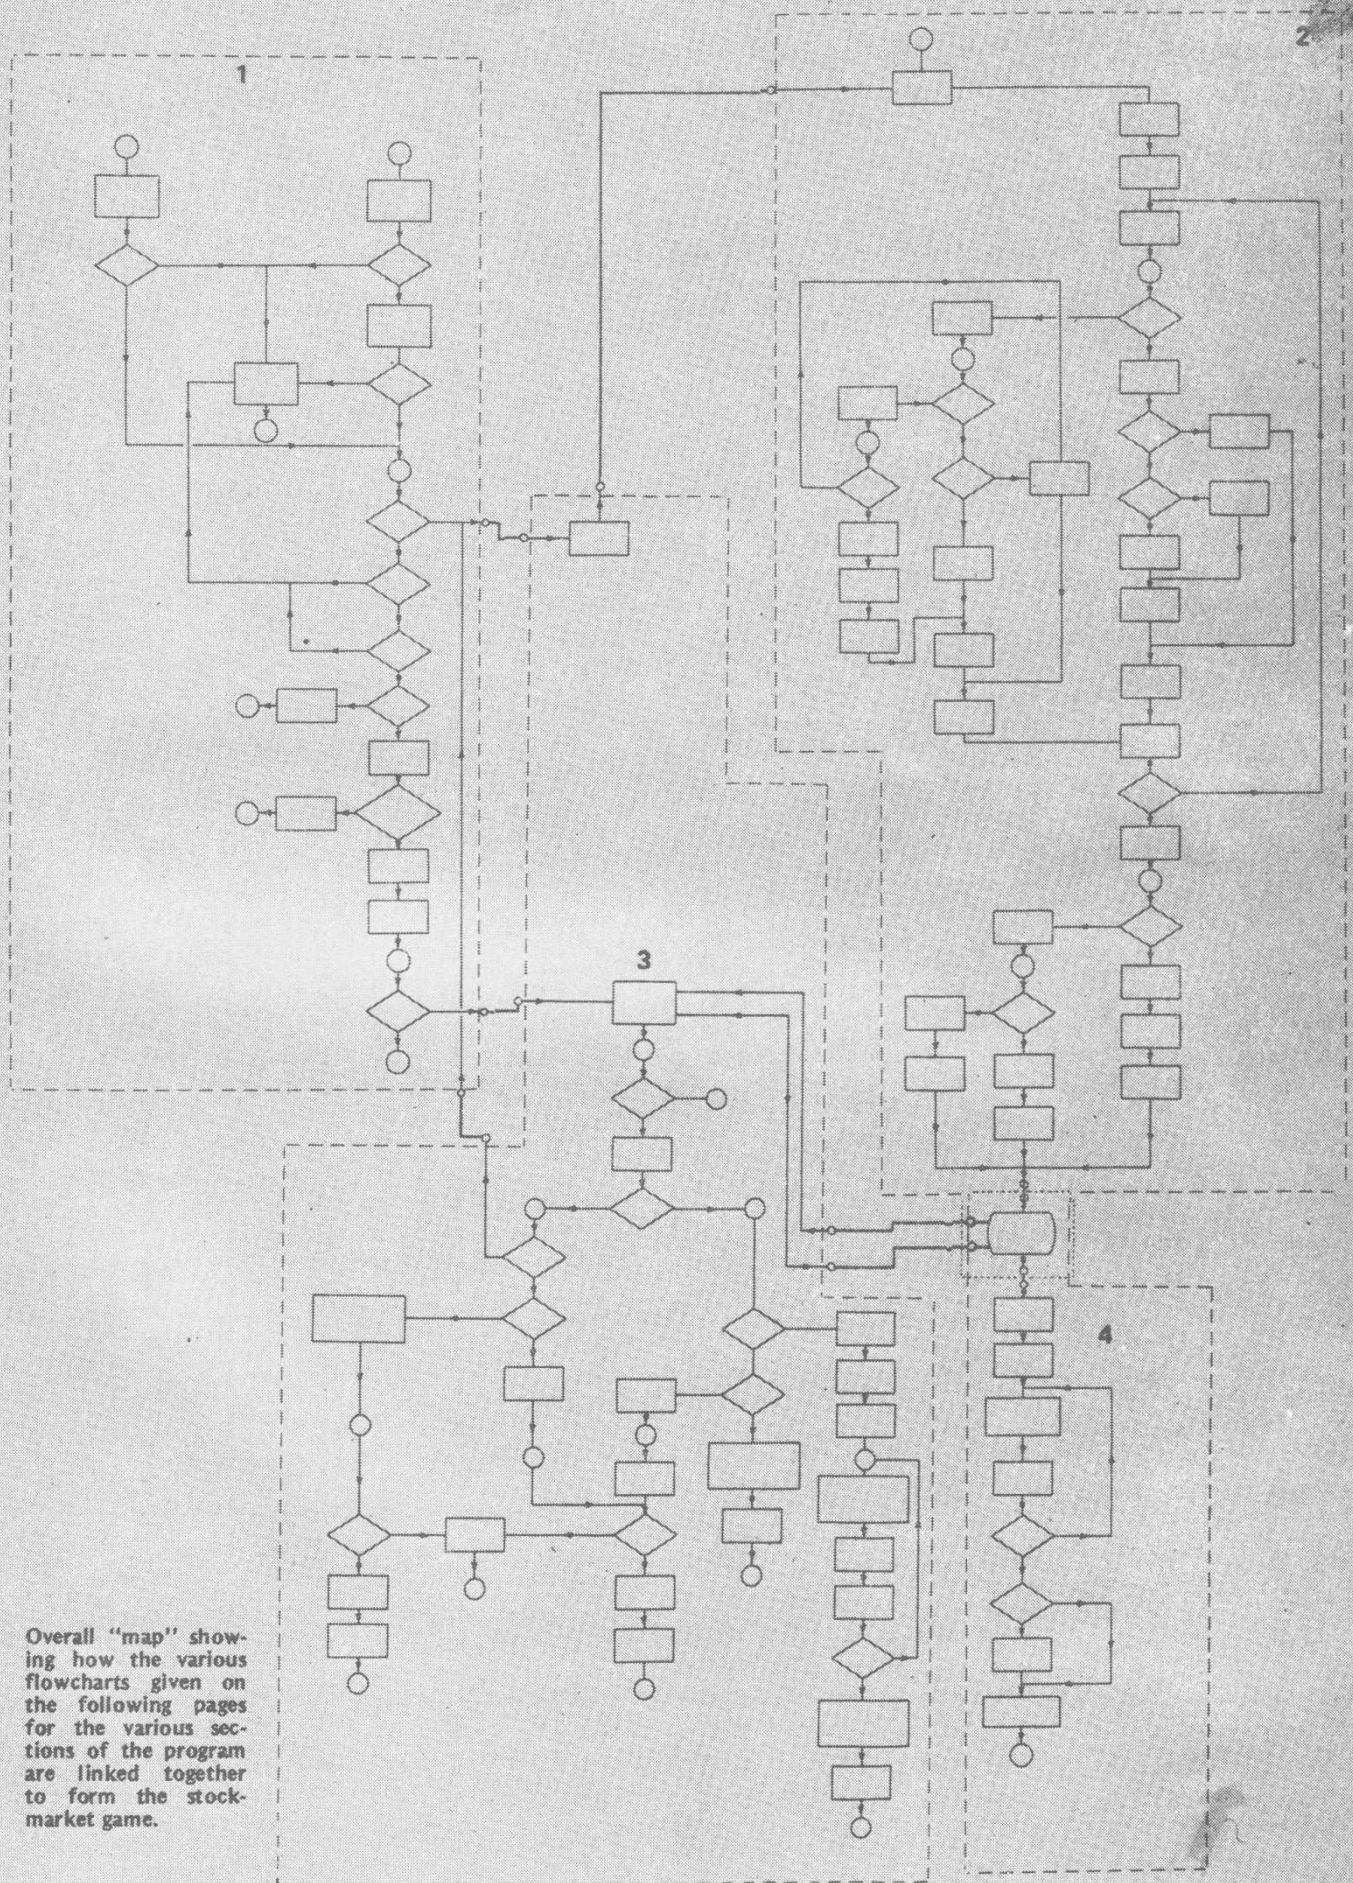 1
2
3
4
Overall "map" show-
ing how the various
flowcharts given on
the following pages
for the various sec-
tions of the program
are linked together
to form the stock-
market game.